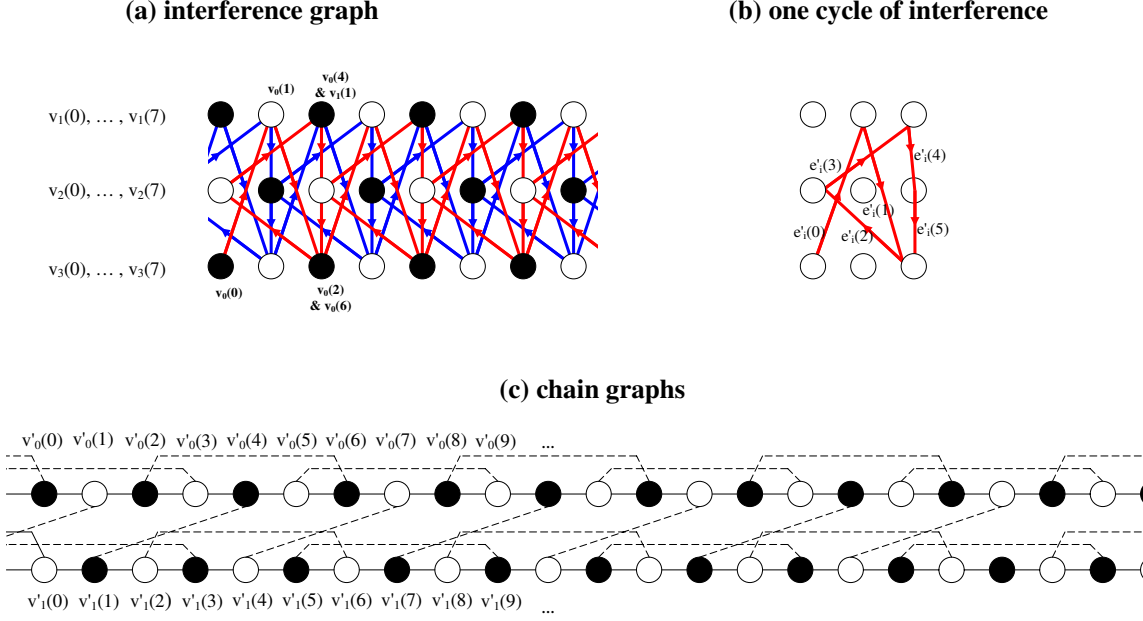 (a) interference graph
(b) one cycle of interference
v₀(1)
v₀(4)
& v₁(1)
v₁(0), … , v₁(7)
v₂(0), … , v₂(7)
v₃(0), … , v₃(7)
v₀(0)
v₀(2)
& v₀(6)
e'ᵢ(3)
e'ᵢ(4)
e'ᵢ(1)
e'ᵢ(0)
e'ᵢ(2)
e'ᵢ(5)
(c) chain graphs
v'₀(0) v'₀(1) v'₀(2) v'₀(3) v'₀(4) v'₀(5) v'₀(6) v'₀(7) v'₀(8) v'₀(9) ...
v'₁(0) v'₁(1) v'₁(2) v'₁(3) v'₁(4) v'₁(5) v'₁(6) v'₁(7) v'₁(8) v'₁(9) ...